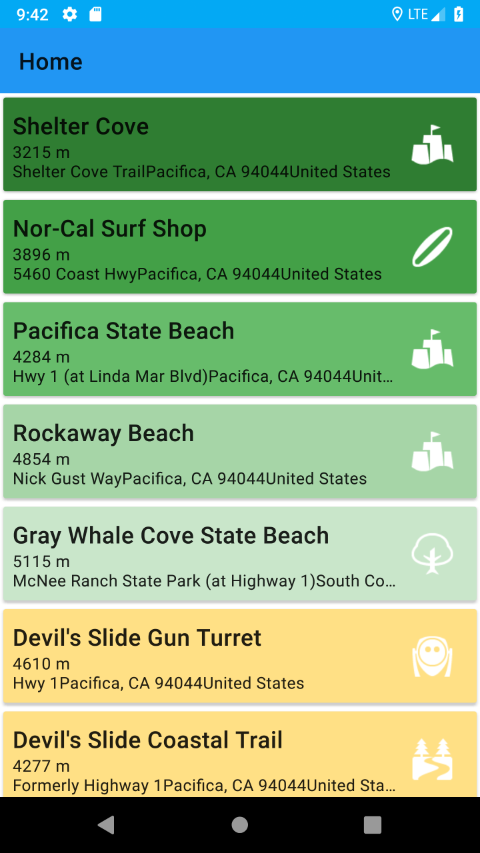 9:42
LTE
Home
Shelter Cove
3215 m
Shelter Cove TrailPacifica, CA 94044United States
Nor-Cal Surf Shop
3896 m
5460 Coast HwyPacifica, CA 94044United States
Pacifica State Beach
4284 m
Hwy 1 (at Linda Mar Blvd)Pacifica, CA 94044Unit…
Rockaway Beach
4854 m
Nick Gust WayPacifica, CA 94044United States
Gray Whale Cove State Beach
5115 m
McNee Ranch State Park (at Highway 1)South Co…
Devil's Slide Gun Turret
4610 m
Hwy 1Pacifica, CA 94044United States
Devil's Slide Coastal Trail
4277 m
Formerly Highway 1Pacifica, CA 94044United Sta…